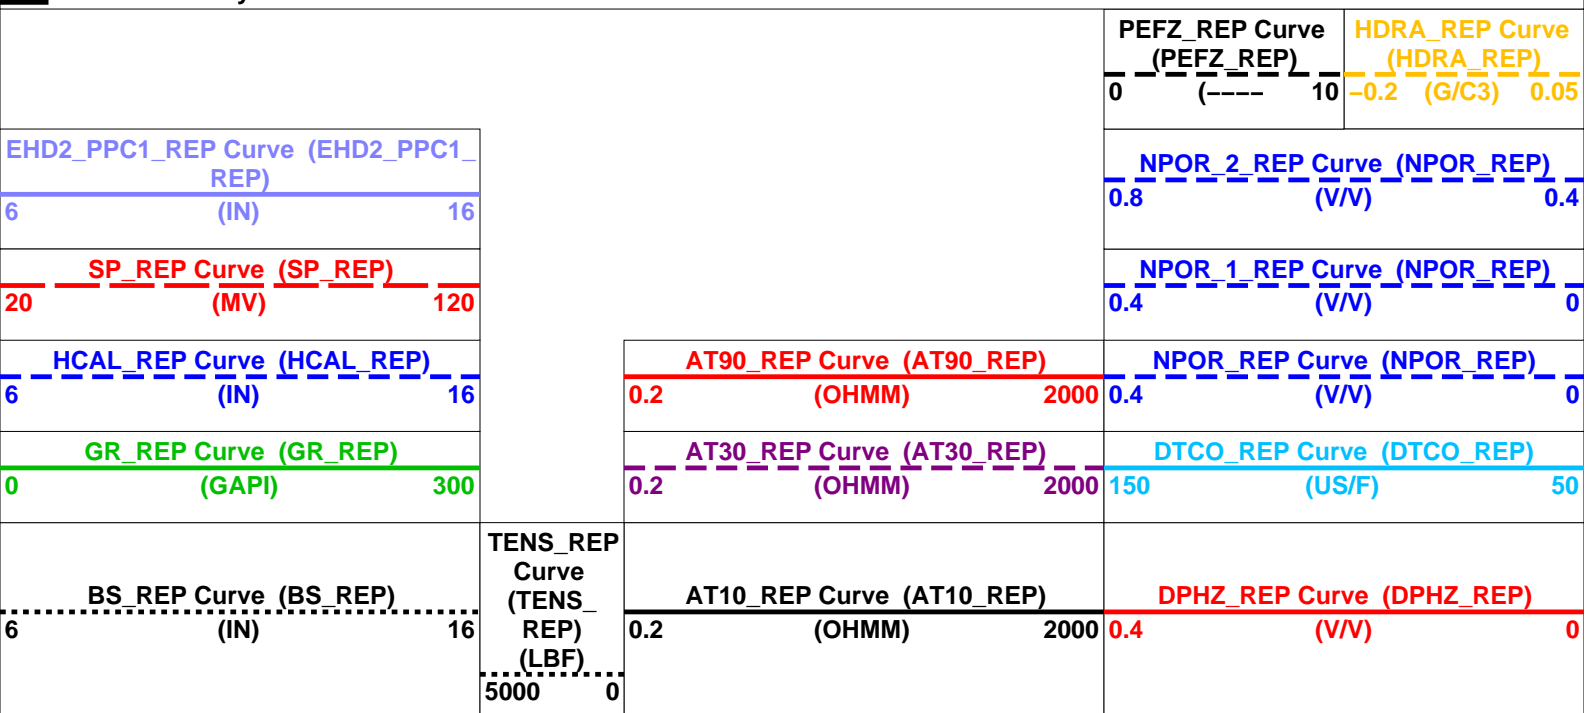 PEFZ_REP Curve
(PEFZ_REP)
0 (–––– 10
HDRA_REP Curve
(HDRA_REP)
–0.2 (G/C3) 0.05
EHD2_PPC1_REP Curve (EHD2_PPC1_
REP)
6 (IN) 16
NPOR_2_REP Curve (NPOR_REP)
0.8 (V/V) 0.4
SP_REP Curve (SP_REP)
20 (MV) 120
NPOR_1_REP Curve (NPOR_REP)
0.4 (V/V) 0
HCAL_REP Curve (HCAL_REP)
6 (IN) 16
AT90_REP Curve (AT90_REP)
0.2 (OHMM) 2000
NPOR_REP Curve (NPOR_REP)
0.4 (V/V) 0
GR_REP Curve (GR_REP)
0 (GAPI) 300
AT30_REP Curve (AT30_REP)
0.2 (OHMM) 2000
DTCO_REP Curve (DTCO_REP)
150 (US/F) 50
BS_REP Curve (BS_REP)
6 (IN) 16
TENS_REP
Curve
(TENS_
REP)
(LBF)
5000 0
AT10_REP Curve (AT10_REP)
0.2 (OHMM) 2000
DPHZ_REP Curve (DPHZ_REP)
0.4 (V/V) 0